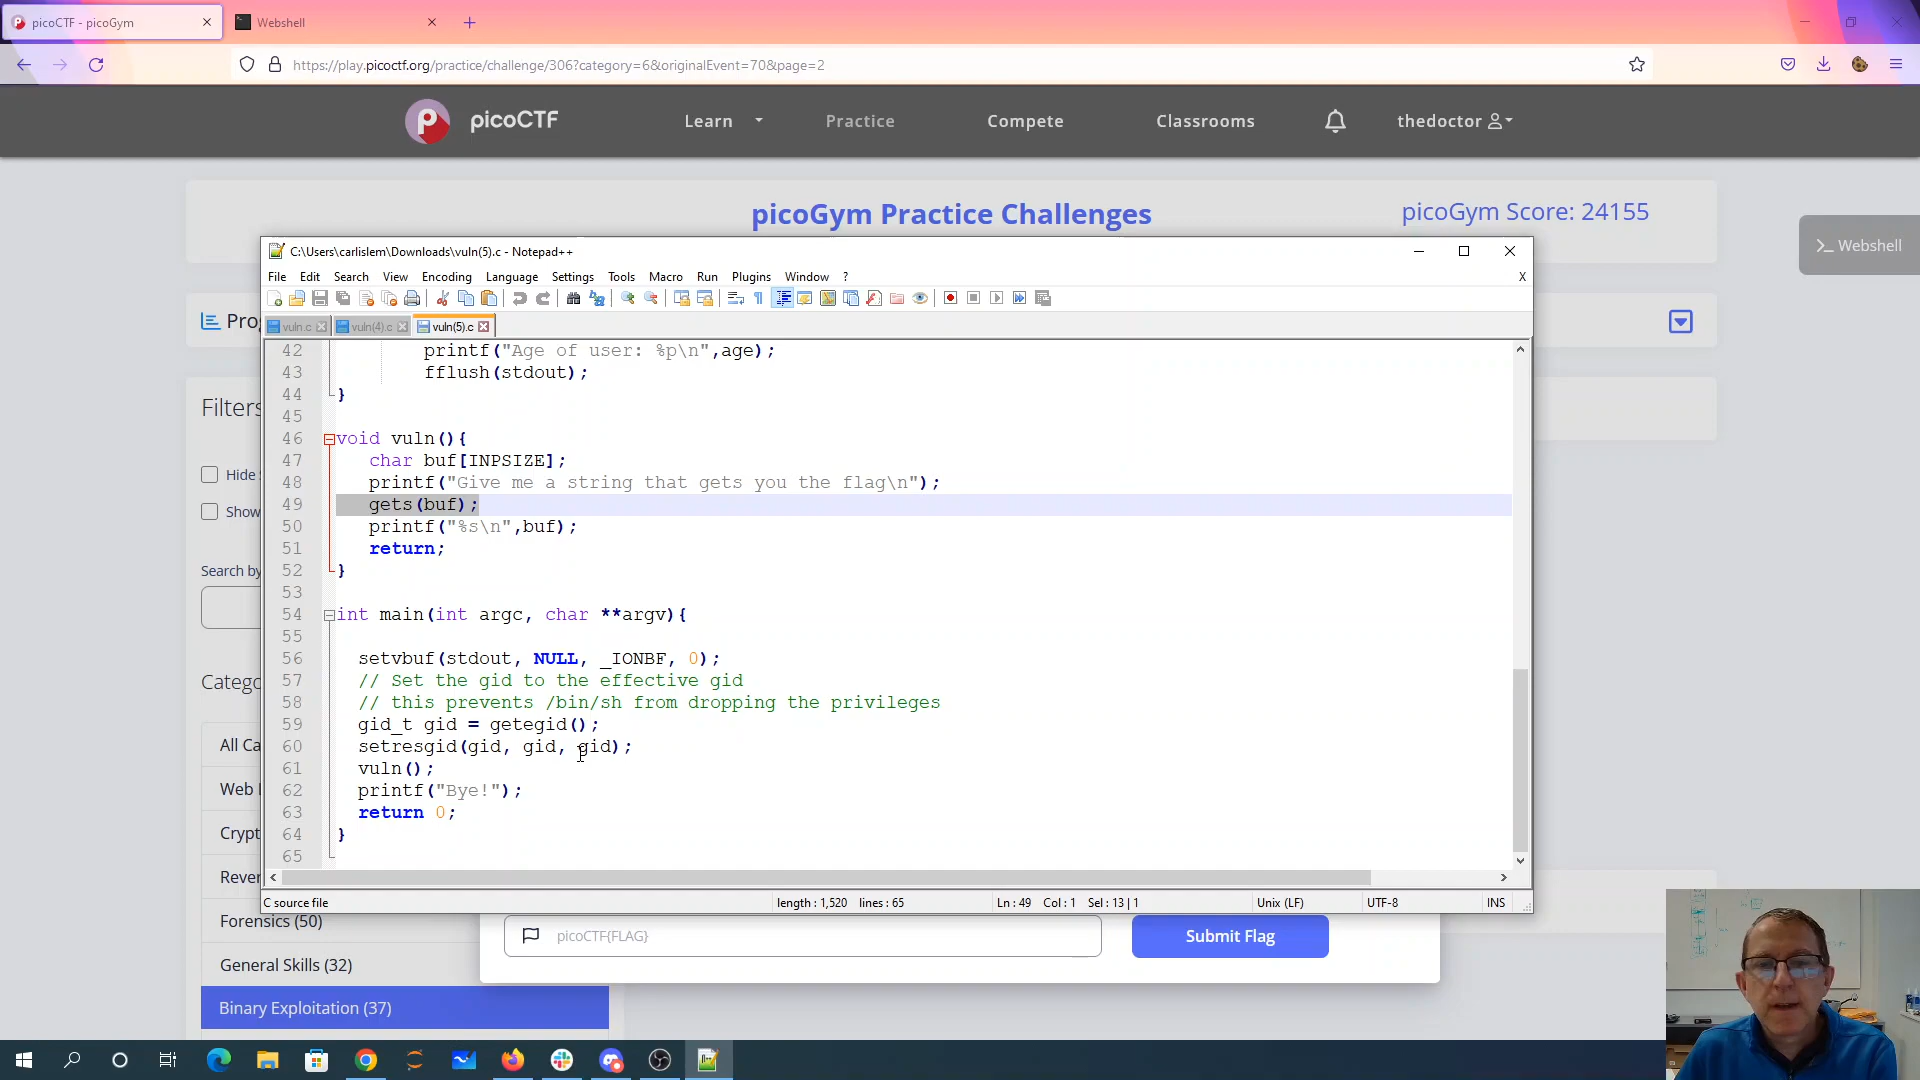 picoCTF - picoGym
Webshell
https://play.picoctf.org/practice/challenge/306?category=6&originalEvent=70&page=2
picoCTF
Learn
Practice
Compete
Classrooms
thedoctor
picoGym Practice Challenges
picoGym Score: 24155
>_ Webshell
C:\Users\carlislem\Downloads\vuln(5).c - Notepad++
File Edit Search View Encoding Language Settings Tools Macro Run Plugins Window ?
X
vuln.c
vuln(4).c
vuln(5).c
Prog
Filters
Hide
Show
Search by
Catego
All Ca
Web
Crypt
Rever
Forensics (50)
General Skills (32)
Binary Exploitation (37)
42 printf("Age of user: %p\n",age);
43 fflush(stdout);
44 }
45
46 void vuln(){
47 char buf[INPSIZE];
48 printf("Give me a string that gets you the flag\n");
49 gets(buf);
50 printf("%s\n",buf);
51 return;
52 }
53
54 int main(int argc, char **argv){
55
56 setvbuf(stdout, NULL, _IONBF, 0);
57 // Set the gid to the effective gid
58 // this prevents /bin/sh from dropping the privileges
59 gid_t gid = getegid();
60 setresgid(gid, gid, gid);
61 vuln();
62 printf("Bye!");
63 return 0;
64 }
65
C source file
length : 1,520 lines : 65
Ln : 49 Col : 1 Sel : 13 | 1
Unix (LF)
UTF-8
INS
picoCTF{FLAG}
Submit Flag